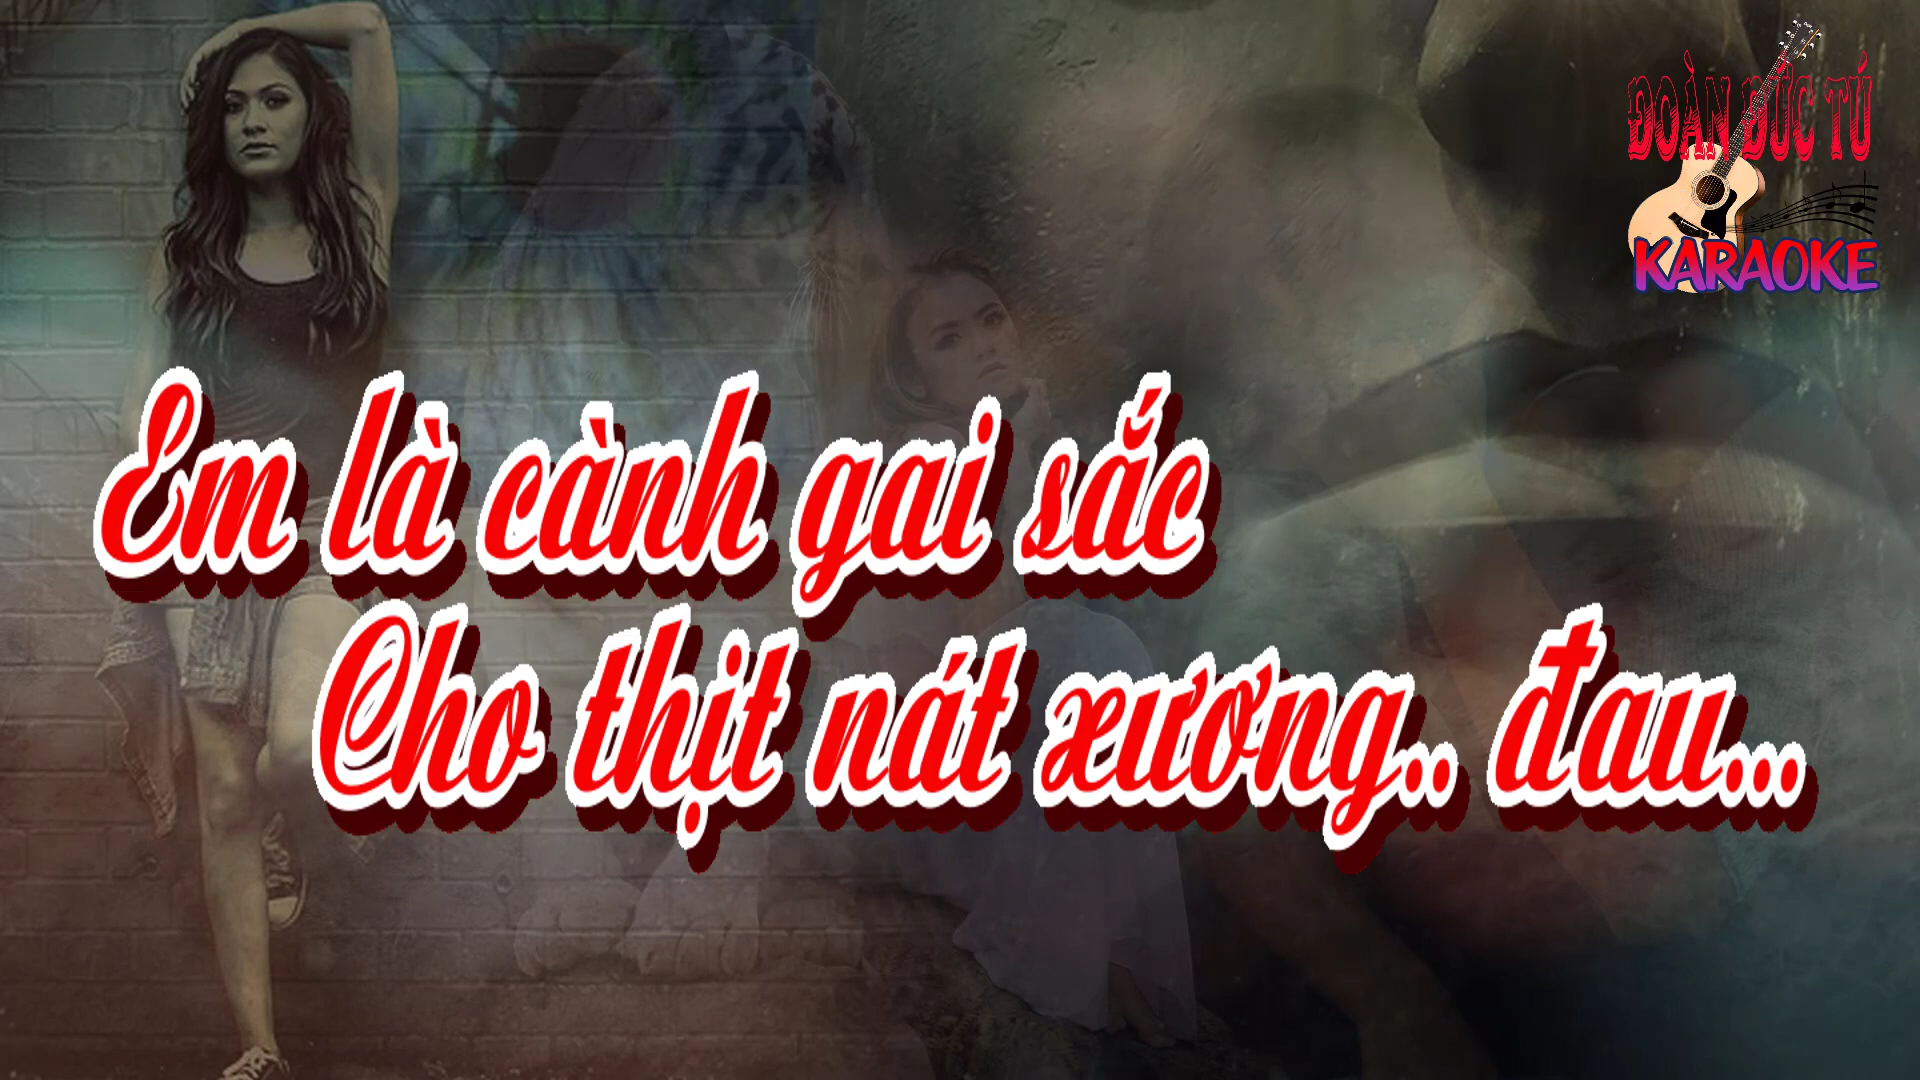 ĐOÀN ĐỨC TÚ
KARAOKE
Em là cành gai sắc
Cho thịt nát xương.. đau...